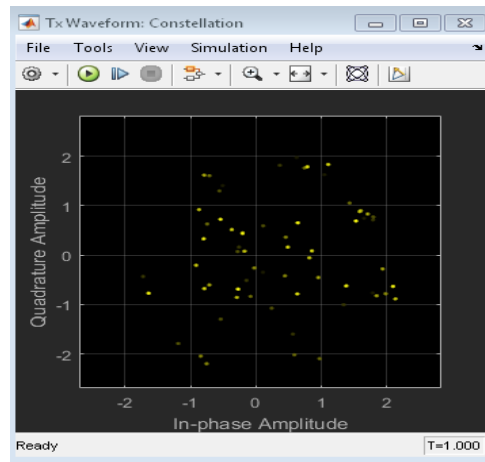 Tx Waveform: Constellation
File Tools View Simulation Help
Quadrature Amplitude
2
1
0
-1
-2
-2 -1 0 1 2
In-phase Amplitude
Ready T=1.000